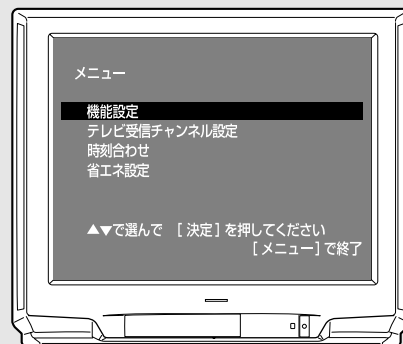 メニュー
機能設定
テレビ受信チャンネル設定
時刻合わせ
省エネ設定
▲▼で選んで [決定]を押してください
[メニュー]で終了